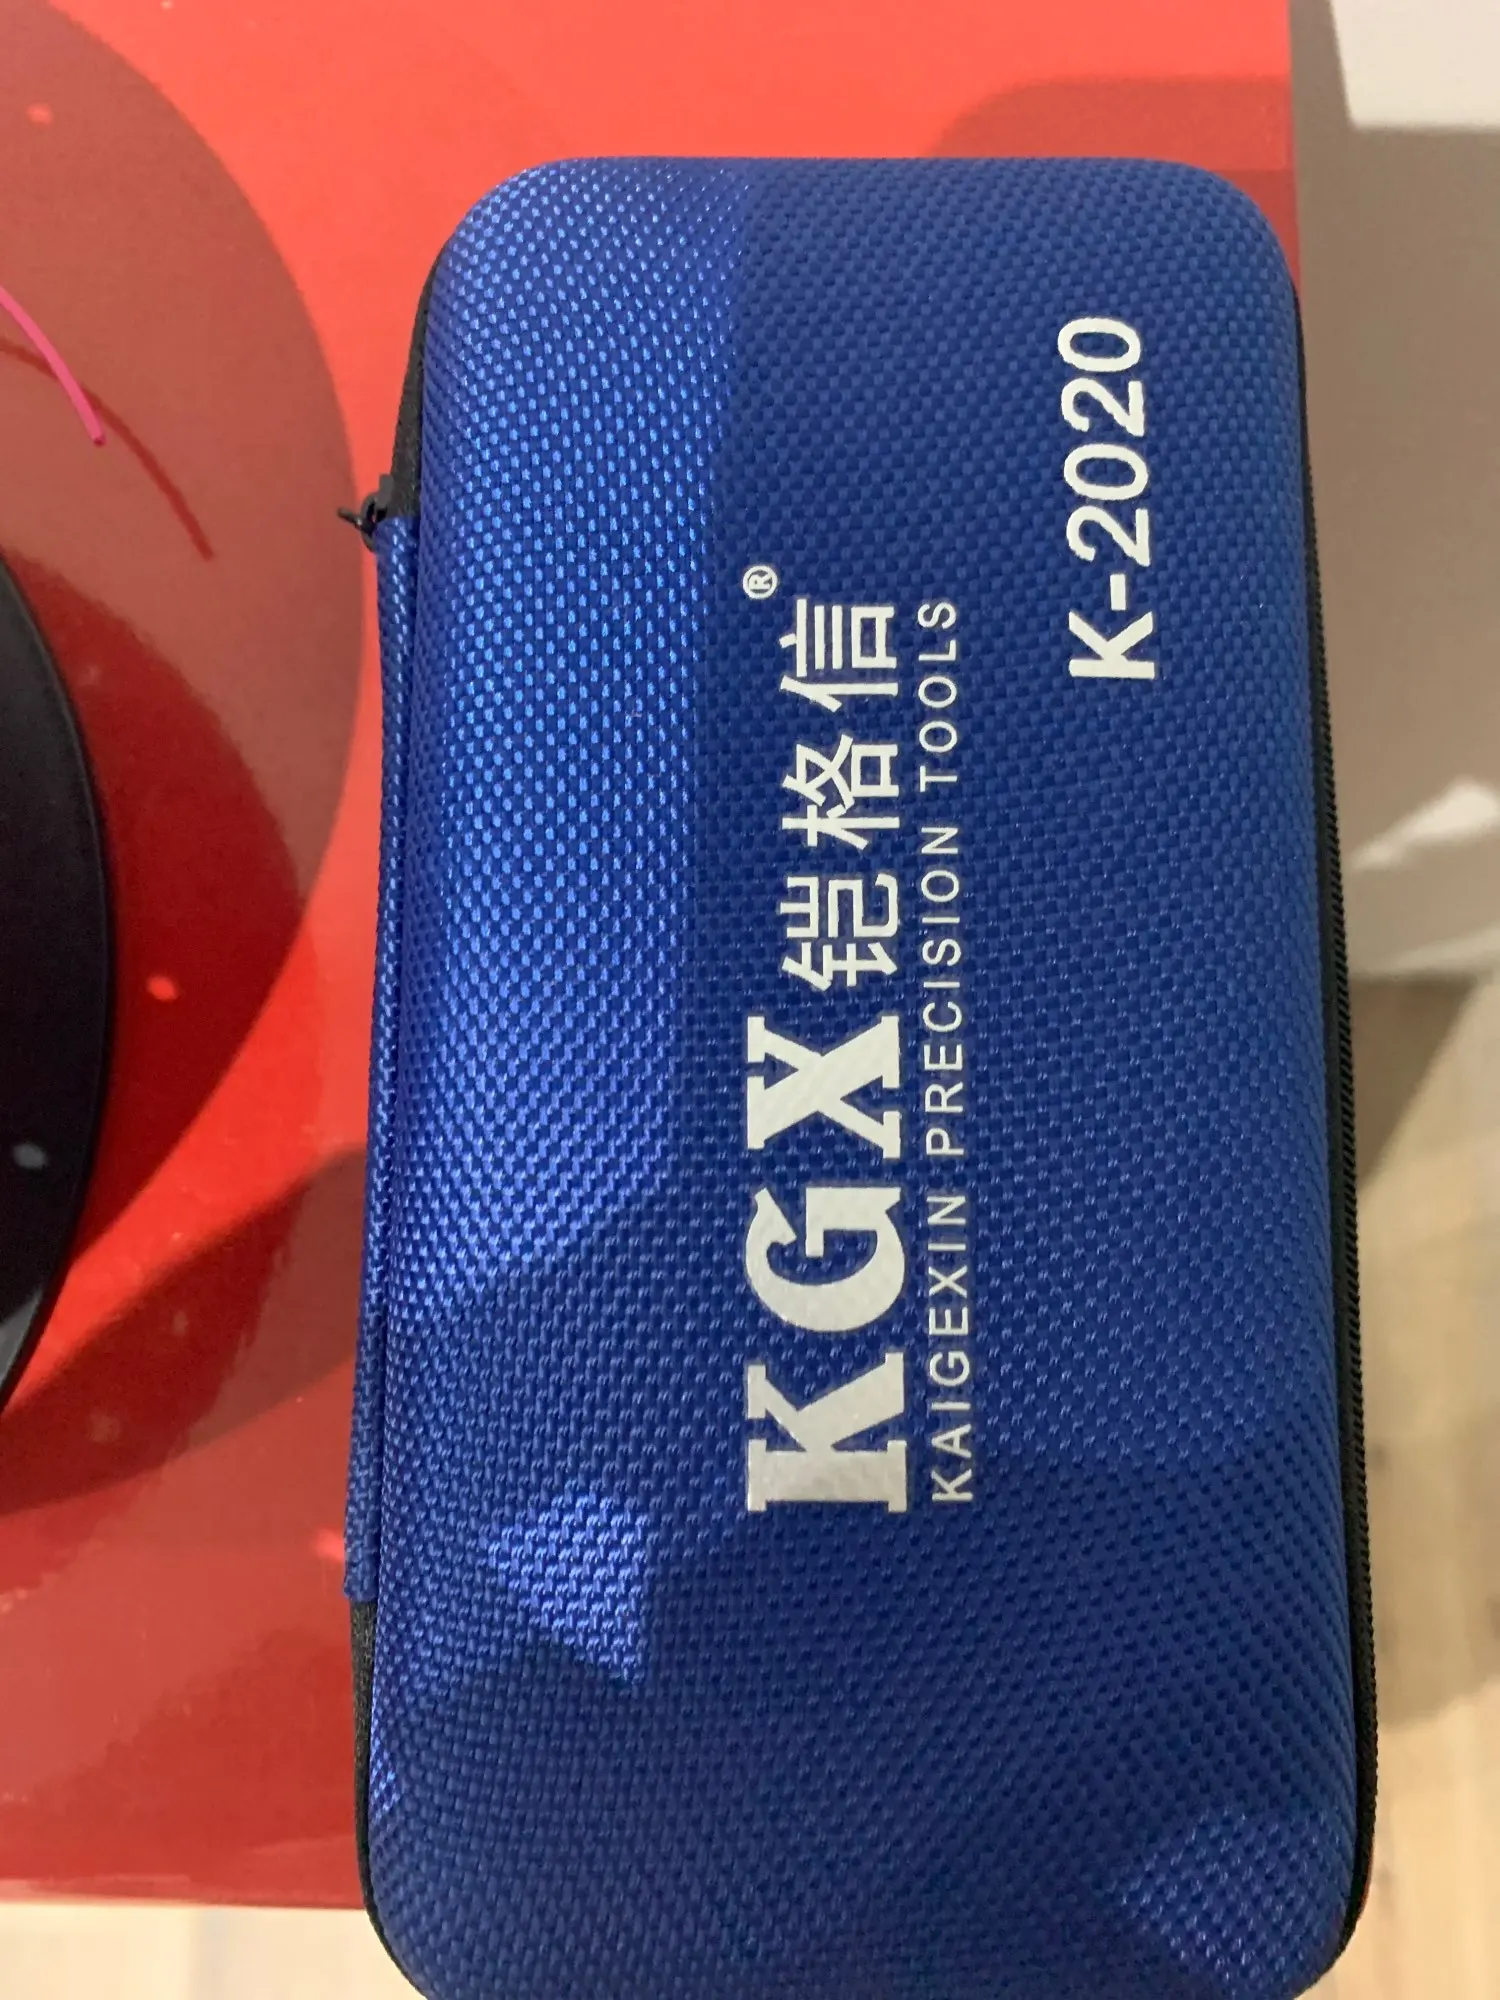 KGX铠格信®
KAIGEXIN PRECISION TOOLS
K-2020